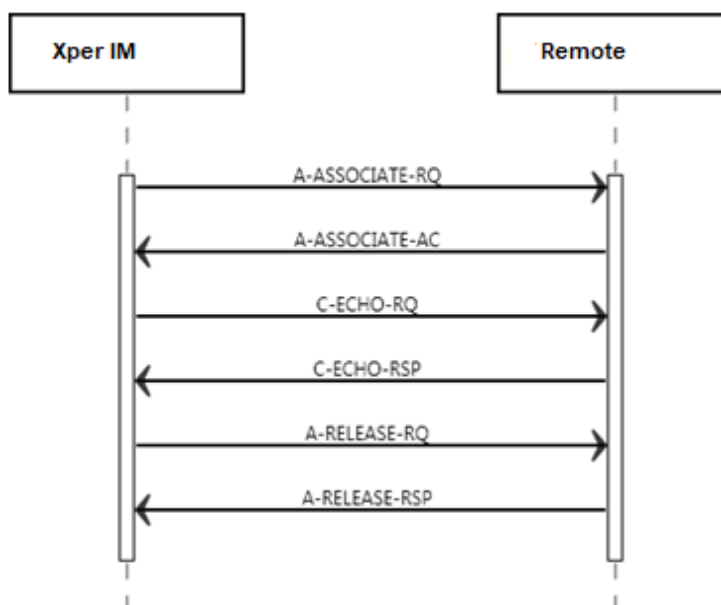 Xper IM
Remote
A-ASSOCIATE-RQ
A-ASSOCIATE-AC
C-ECHO-RQ
C-ECHO-RSP
A-RELEASE-RQ
A-RELEASE-RSP